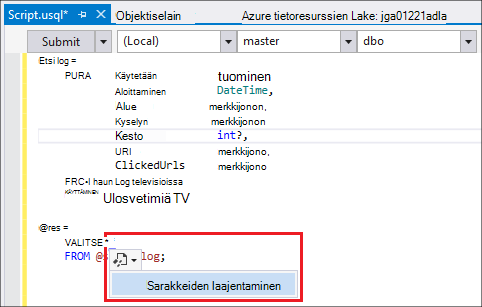 Script.usql*
Objektiselain
Azure tietoresurssien Lake: jga01221adla
Submit
(Local)
master
dbo
Etsi log =
PURA Käytetään tuominen
Aloittaminen DateTime,
Alue merkkijonon,
Kyselyn merkkijonon
Kesto int?,
URI merkkijono,
ClickedUrls merkkijono
FRC-I haun Log televisioissa
KÄYTTÄMINEN Ulosvetimiä TV
@res =
VALITSE *
FROM @s log;
Sarakkeiden laajentaminen